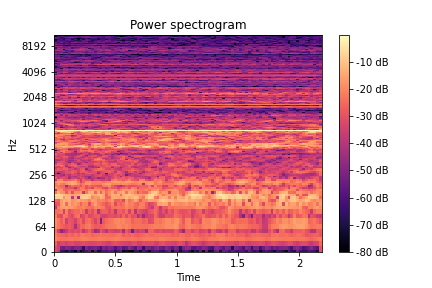 Power spectrogram
8192
4096
2048
1024
512
256
128
64
0
Hz
0
0.5
1
1.5
2
Time
-10 dB
-20 dB
-30 dB
-40 dB
-50 dB
-60 dB
-70 dB
-80 dB